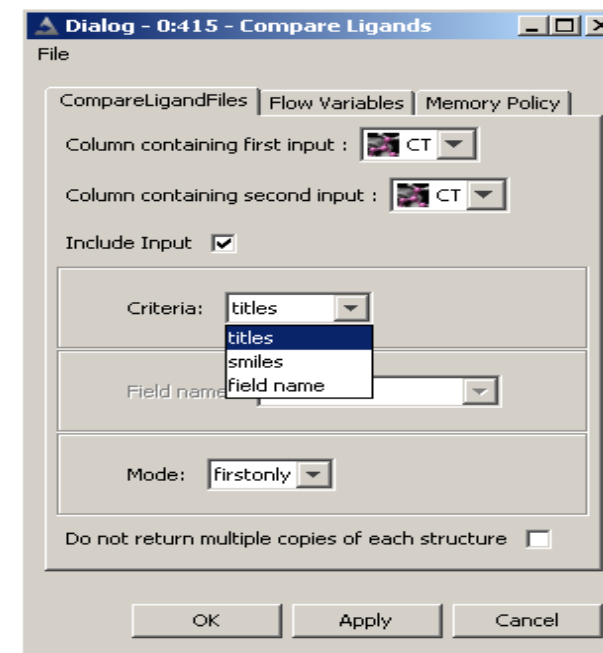 Dialog - 0:415 - Compare Ligands
File
CompareLigandFiles Flow Variables Memory Policy
Column containing first input : CT
Column containing second input : CT
Include Input
Criteria: titles
titles
smiles
field name
Field name
Mode: firstonly
Do not return multiple copies of each structure
OK Apply Cancel